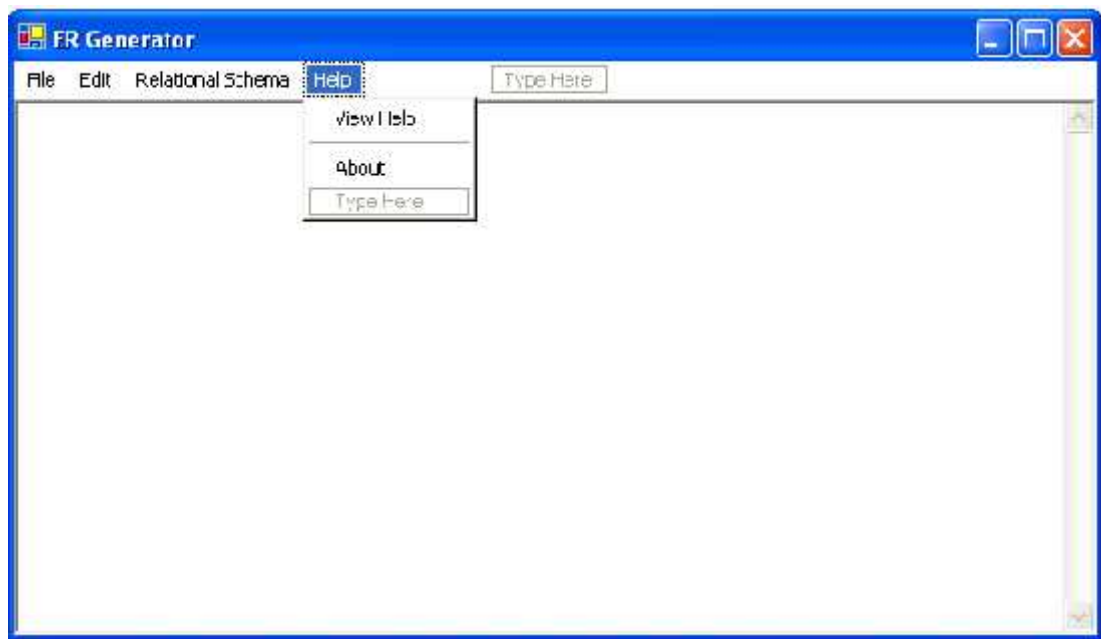 ER Generator
File Edit Relational Schema Help Type Here
View Help
About
Type Here